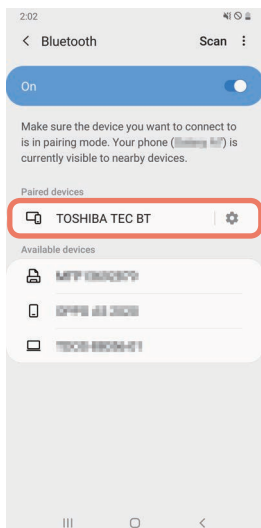 2:02
Bluetooth Scan
On
Make sure the device you want to connect to
is in pairing mode. Your phone ( ) is
currently visible to nearby devices.
Paired devices
TOSHIBA TEC BT
Available devices